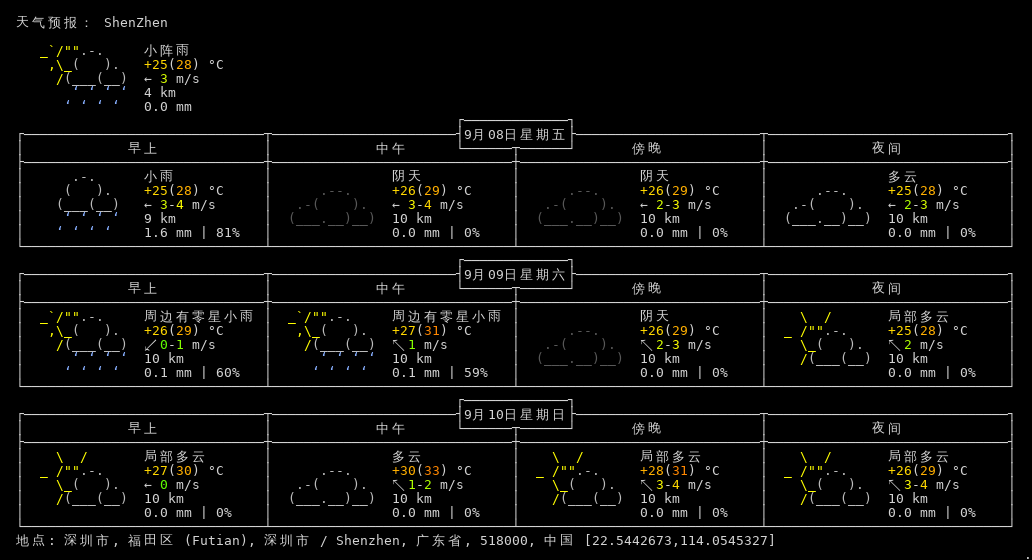 天气预报： ShenZhen
小阵雨
+25(28) °C
← 3 m/s
4 km
0.0 mm
9月08日星期五
早上 中午 傍晚 夜间
小雨 阴天 阴天 多云
+25(28) °C +26(29) °C +26(29) °C +25(28) °C
← 3-4 m/s ← 3-4 m/s ← 2-3 m/s ← 2-3 m/s
9 km 10 km 10 km 10 km
1.6 mm | 81% 0.0 mm | 0% 0.0 mm | 0% 0.0 mm | 0%
9月09日星期六
早上 中午 傍晚 夜间
周边有零星小雨 周边有零星小雨 阴天 局部多云
+26(29) °C +27(31) °C +26(29) °C +25(28) °C
↙ 0-1 m/s ↖ 1 m/s ↖ 2-3 m/s ↖ 2 m/s
10 km 10 km 10 km 10 km
0.1 mm | 60% 0.1 mm | 59% 0.0 mm | 0% 0.0 mm | 0%
9月10日星期日
早上 中午 傍晚 夜间
局部多云 多云 局部多云 局部多云
+27(30) °C +30(33) °C +28(31) °C +26(29) °C
← 0 m/s ↖ 1-2 m/s ↖ 3-4 m/s ↖ 3-4 m/s
10 km 10 km 10 km 10 km
0.0 mm | 0% 0.0 mm | 0% 0.0 mm | 0% 0.0 mm | 0%
地点: 深圳市, 福田区 (Futian), 深圳市 / Shenzhen, 广东省, 518000, 中国 [22.5442673,114.0545327]